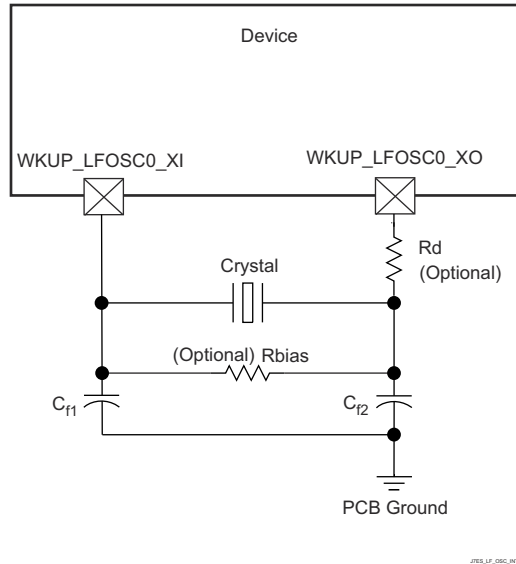 Device
WKUP_LFOSC0_XI
WKUP_LFOSC0_XO
Rd
(Optional)
Crystal
(Optional) Rbias
Cf1
Cf2
PCB Ground